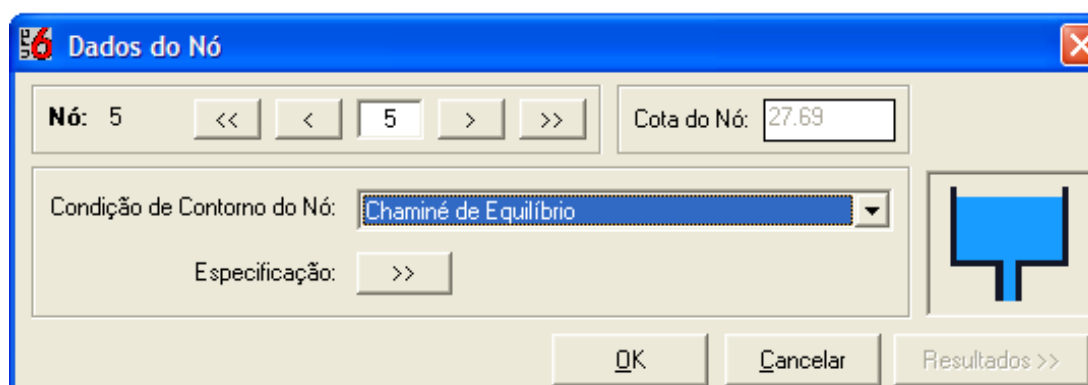 Dados do Nó
Nó: 5 << < 5 > >> Cota do Nó: 27.69
Condição de Contorno do Nó: Chaminé de Equilíbrio
Especificação: >>
OK Cancelar Resultados >>